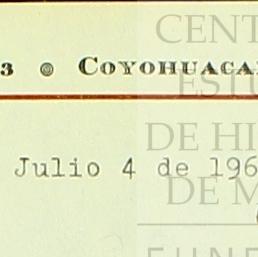 3 ◎ COYOHUACA
Julio 4 de 196
CENT
ESTU
DE HI
DE M
FUNE